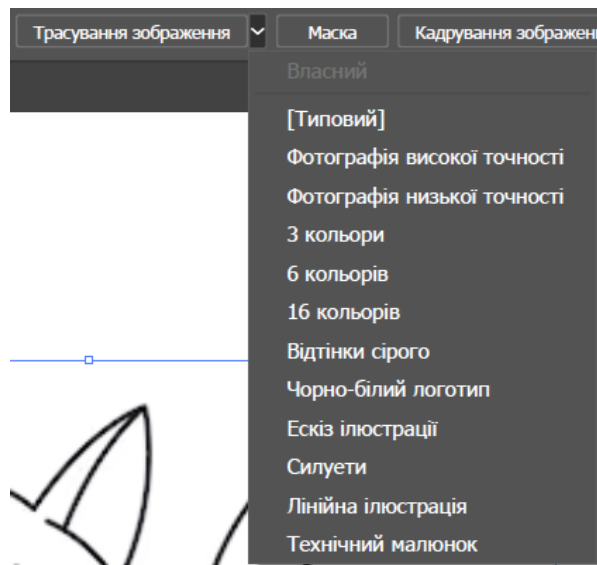 Трасування зображення Маска Кадрування
Власний
[Типовий]
Фотографія високої точності
Фотографія низької точності
3 кольори
6 кольорів
16 кольорів
Відтінки сірого
Чорно-білий логотип
Ескіз ілюстрації
Силуети
Лінійна ілюстрація
Технічний малюнок